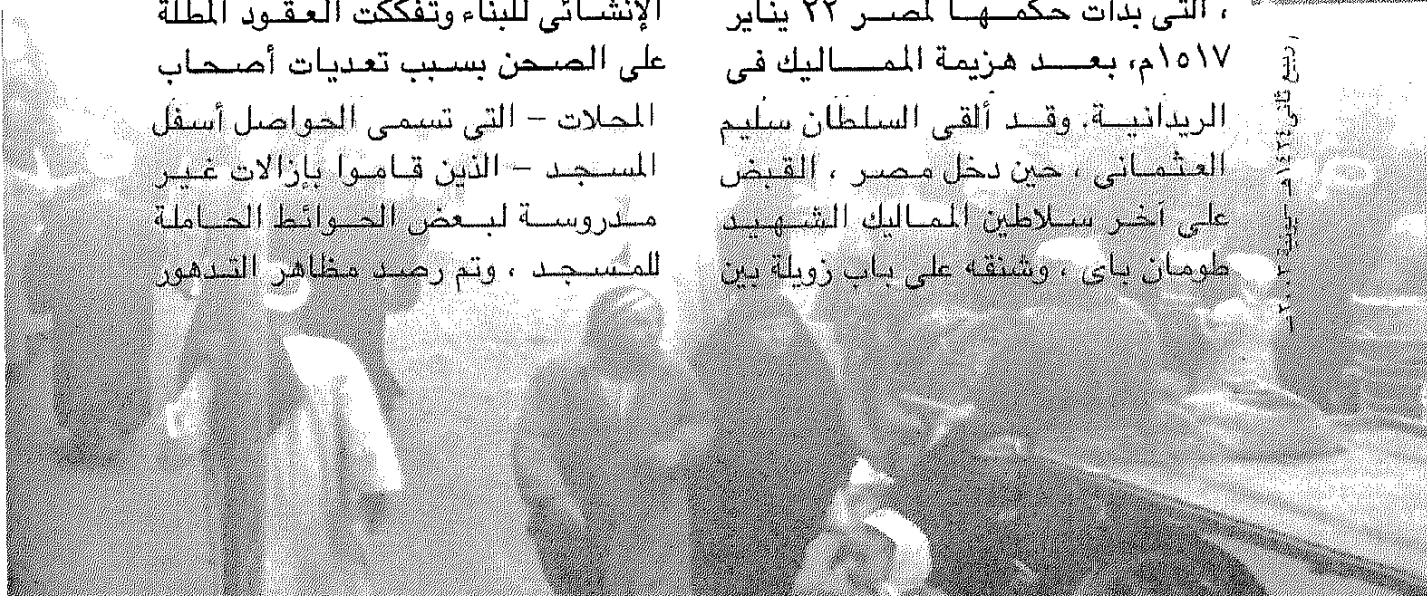 ، التى بدأت حكمها لمصر ٢٢ يناير
١٥١٧م، بعد هزيمة المماليك فى
الريدانية. وقد ألقى السلطان سليم
العثمانى ، حين دخل مصر ، القبض
على آخر سلاطين المماليك الشهيد
طومان باى ، وشنقه على باب زويلة بين
الإنشائى للبناء وتفككت العقود المطلة
على الصحن بسبب تعديات أصحاب
المحلات – التى تسمى الحواصل أسفل
المسجد – الذين قاموا بإزالات غير
مدروسة لبعض الحوائط الحاملة
للمسجد ، وتم رصد مظاهر التدهور
ربيع ثانى ١٤٢٤هـ